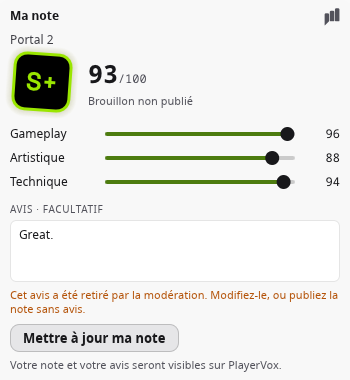 Ma note
Portal 2
S+
93/100
Brouillon non publié
Gameplay 96
Artistique 88
Technique 94
AVIS · FACULTATIF
Great.
Cet avis a été retiré par la modération. Modifiez-le, ou publiez la
note sans avis.
Mettre à jour ma note
Votre note et votre avis seront visibles sur PlayerVox.